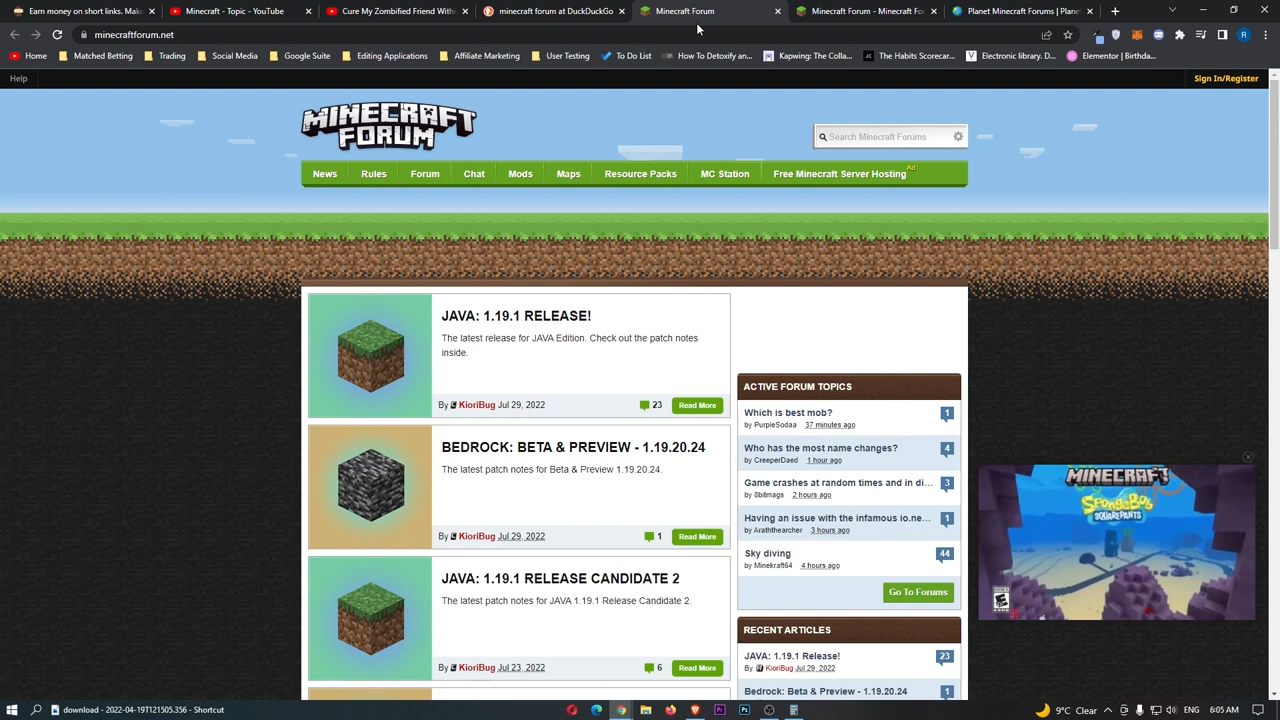 Earn money on short links. Mak
Minecraft - Topic - YouTube
Cure My Zombified Friend With
minecraft forum at DuckDuckG
Minecraft Forum
Minecraft Forum - Minecraft Fo
Planet Minecraft Forums | Plane
minecraftforum.net
Home
Matched Betting
Trading
Social Media
Google Suite
Editing Applications
Affiliate Marketing
User Testing
To Do List
How To Detoxify an...
Kapwing: The Colla...
The Habits Scorecar...
Electronic library. D...
Elementor | Birthda...
Help
Sign In/Register
MINECRAFT
FORUM
Search Minecraft Forums
News
Rules
Forum
Chat
Mods
Maps
Resource Packs
MC Station
Free Minecraft Server Hosting Ad
JAVA: 1.19.1 RELEASE!
The latest release for JAVA Edition. Check out the patch notes
inside.
By KioriBug Jul 29, 2022
23
Read More
BEDROCK: BETA & PREVIEW - 1.19.20.24
The latest patch notes for Beta & Preview 1.19.20.24.
By KioriBug Jul 29, 2022
1
Read More
JAVA: 1.19.1 RELEASE CANDIDATE 2
The latest patch notes for JAVA 1.19.1 Release Candidate 2.
By KioriBug Jul 23, 2022
6
Read More
ACTIVE FORUM TOPICS
Which is best mob?
1
by PurpleSodaa 37 minutes ago
Who has the most name changes?
4
by CreeperDaed 1 hour ago
Game crashes at random times and in di...
3
by 8bitmags 2 hours ago
Having an issue with the infamous io.ne...
1
by Araththearcher 3 hours ago
Sky diving
44
by Minekraft64 4 hours ago
Go To Forums
RECENT ARTICLES
JAVA: 1.19.1 Release!
23
By KioriBug Jul 29, 2022
Bedrock: Beta & Preview - 1.19.20.24
1
MINECRAFT
SPONGEBOB
SQUAREPANTS
download - 2022-04-19T121505.356 - Shortcut
9°C Clear
ENG
6:05 AM